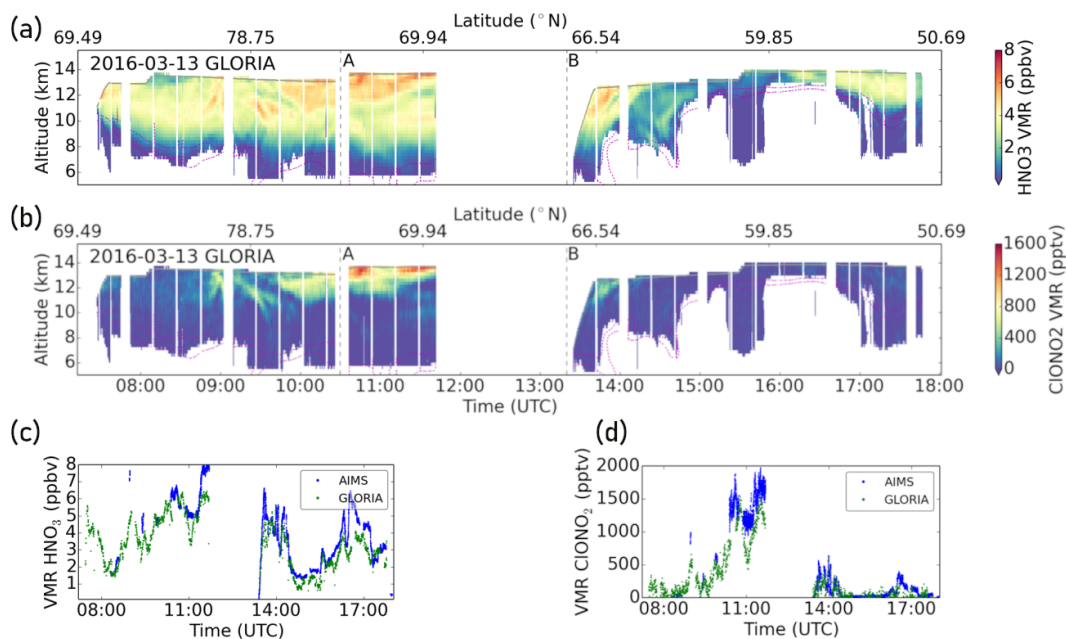 (a)
Latitude (°N)
69.49 78.75 69.94 66.54 59.85 50.69
2016-03-13 GLORIA A B
Altitude (km)
14
12
10
8
6
8
6
4
2
0
HNO3 VMR (ppbv)
(b)
Latitude (°N)
69.49 78.75 69.94 66.54 59.85 50.69
2016-03-13 GLORIA A B
Altitude (km)
14
12
10
8
6
1600
1200
800
400
0
ClONO2 VMR (pptv)
08:00 09:00 10:00 11:00 12:00 13:00 14:00 15:00 16:00 17:00 18:00
Time (UTC)
(c)
VMR HNO₃ (ppbv)
8
7
6
5
4
3
2
1
AIMS
GLORIA
08:00 11:00 14:00 17:00
Time (UTC)
(d)
VMR ClONO₂ (pptv)
2000
1500
1000
500
0
AIMS
GLORIA
08:00 11:00 14:00 17:00
Time (UTC)